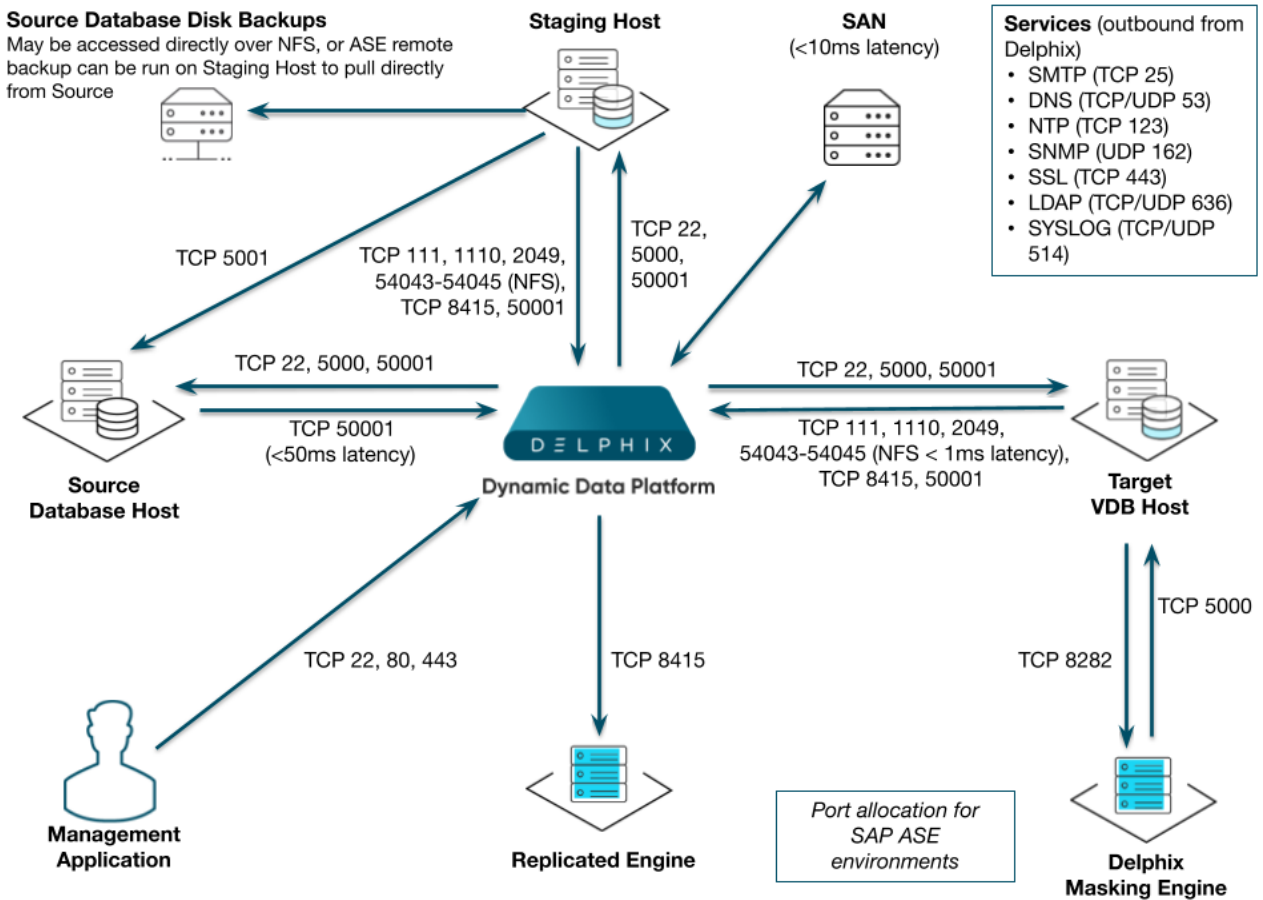 Source Database Disk Backups
May be accessed directly over NFS, or ASE remote
backup can be run on Staging Host to pull directly
from Source
Staging Host
SAN
(<10ms latency)
Services (outbound from
Delphix)
• SMTP (TCP 25)
• DNS (TCP/UDP 53)
• NTP (TCP 123)
• SNMP (UDP 162)
• SSL (TCP 443)
• LDAP (TCP/UDP 636)
• SYSLOG (TCP/UDP
514)
TCP 5001
TCP 111, 1110, 2049,
54043-54045 (NFS),
TCP 8415, 50001
TCP 22,
5000,
50001
TCP 22, 5000, 50001
TCP 50001
(<50ms latency)
Source
Database Host
DELPHIX
Dynamic Data Platform
TCP 22, 5000, 50001
TCP 111, 1110, 2049,
54043-54045 (NFS < 1ms latency),
TCP 8415, 50001
Target
VDB Host
TCP 22, 80, 443
TCP 8415
TCP 8282
TCP 5000
Management
Application
Replicated Engine
Port allocation for
SAP ASE
environments
Delphix
Masking Engine